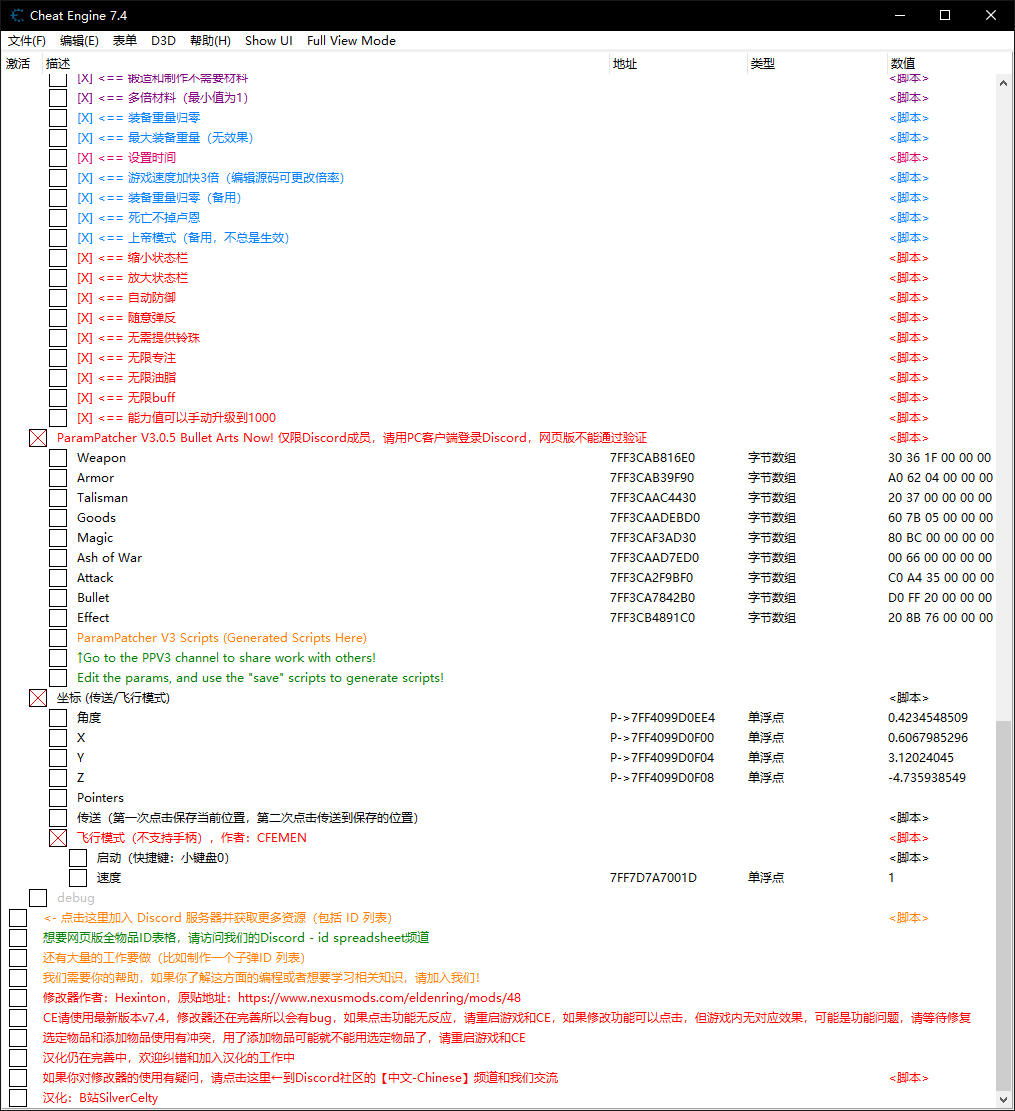 Cheat Engine 7.4
文件(F) 编辑(E) 表单 D3D 帮助(H) Show UI Full View Mode
激活 描述 地址 类型 数值
[X] <== 锻造和制作不需要材料 <脚本>
[X] <== 多倍材料（最小值为1） <脚本>
[X] <== 装备重量归零 <脚本>
[X] <== 最大装备重量（无效果） <脚本>
[X] <== 设置时间 <脚本>
[X] <== 游戏速度加快3倍（编辑源码可更改倍率） <脚本>
[X] <== 装备重量归零（备用） <脚本>
[X] <== 死亡不掉卢恩 <脚本>
[X] <== 上帝模式（备用，不总是生效） <脚本>
[X] <== 缩小状态栏 <脚本>
[X] <== 放大状态栏 <脚本>
[X] <== 自动防御 <脚本>
[X] <== 随意弹反 <脚本>
[X] <== 无需提供铃珠 <脚本>
[X] <== 无限专注 <脚本>
[X] <== 无限油脂 <脚本>
[X] <== 无限buff <脚本>
[X] <== 能力值可以手动升级到1000 <脚本>
ParamPatcher V3.0.5 Bullet Arts Now! 仅限Discord成员，请用PC客户端登录Discord，网页版不能通过验证 <脚本>
Weapon 7FF3CAB816E0 字节数组 30 36 1F 00 00 00
Armor 7FF3CAB39F90 字节数组 A0 62 04 00 00 00
Talisman 7FF3CAAC4430 字节数组 20 37 00 00 00 00
Goods 7FF3CAADEBD0 字节数组 60 7B 05 00 00 00
Magic 7FF3CAF3AD30 字节数组 80 BC 00 00 00 00
Ash of War 7FF3CAAD7ED0 字节数组 00 66 00 00 00 00
Attack 7FF3CA2F9BF0 字节数组 C0 A4 35 00 00 00
Bullet 7FF3CA7842B0 字节数组 D0 FF 20 00 00 00
Effect 7FF3CB4891C0 字节数组 20 8B 76 00 00 00
ParamPatcher V3 Scripts (Generated Scripts Here)
↑Go to the PPV3 channel to share work with others!
Edit the params, and use the "save" scripts to generate scripts!
坐标 (传送/飞行模式) <脚本>
角度 P->7FF4099D0EE4 单浮点 0.4234548509
X P->7FF4099D0F00 单浮点 0.6067985296
Y P->7FF4099D0F04 单浮点 3.12024045
Z P->7FF4099D0F08 单浮点 -4.735938549
Pointers
传送（第一次点击保存当前位置，第二次点击传送到保存的位置） <脚本>
飞行模式（不支持手柄），作者：CFEMEN <脚本>
启动（快捷键：小键盘0） <脚本>
速度 7FF7D7A7001D 单浮点 1
debug
<- 点击这里加入 Discord 服务器并获取更多资源（包括 ID 列表） <脚本>
想要网页版全物品ID表格，请访问我们的Discord - id spreadsheet频道
还有大量的工作要做（比如制作一个子弹ID 列表）
我们需要你的帮助，如果你了解这方面的编程或者想要学习相关知识，请加入我们！
修改器作者：Hexinton，原贴地址：https://www.nexusmods.com/eldenring/mods/48
CE请使用最新版本v7.4，修改器还在完善所以会有bug，如果点击功能无反应，请重启游戏和CE，如果修改功能可以点击，但游戏内无对应效果，可能是功能问题，请等待修复
选定物品和添加物品使用有冲突，用了添加物品可能就不能用选定物品了，请重启游戏和CE
汉化仍在完善中，欢迎纠错和加入汉化的工作中
如果你对修改器的使用有疑问，请点击这里←到Discord社区的【中文-Chinese】频道和我们交流 <脚本>
汉化：B站SilverCelty